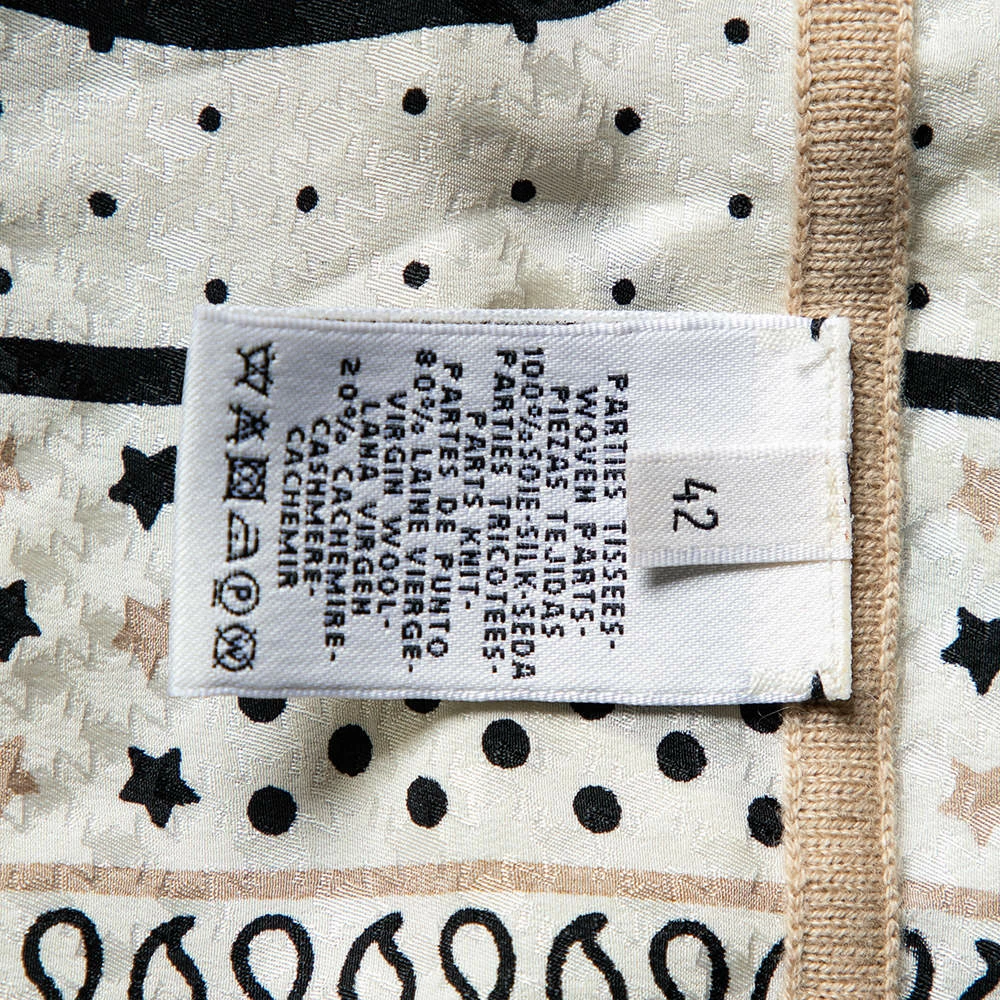 42
PARTIES TISSEES-
WOVEN PARTS-
PIEZAS TEJIDAS
100%SOIE-SILK-SEDA
PARTIES TRICOTEES-
PARTS KNIT-
PARTES DE PUNTO
80% LAINE VIERGE-
VIRGIN WOOL-
LANA VIRGEN
20% CACHEMIRE-
CASHMERE-
CACHEMIR